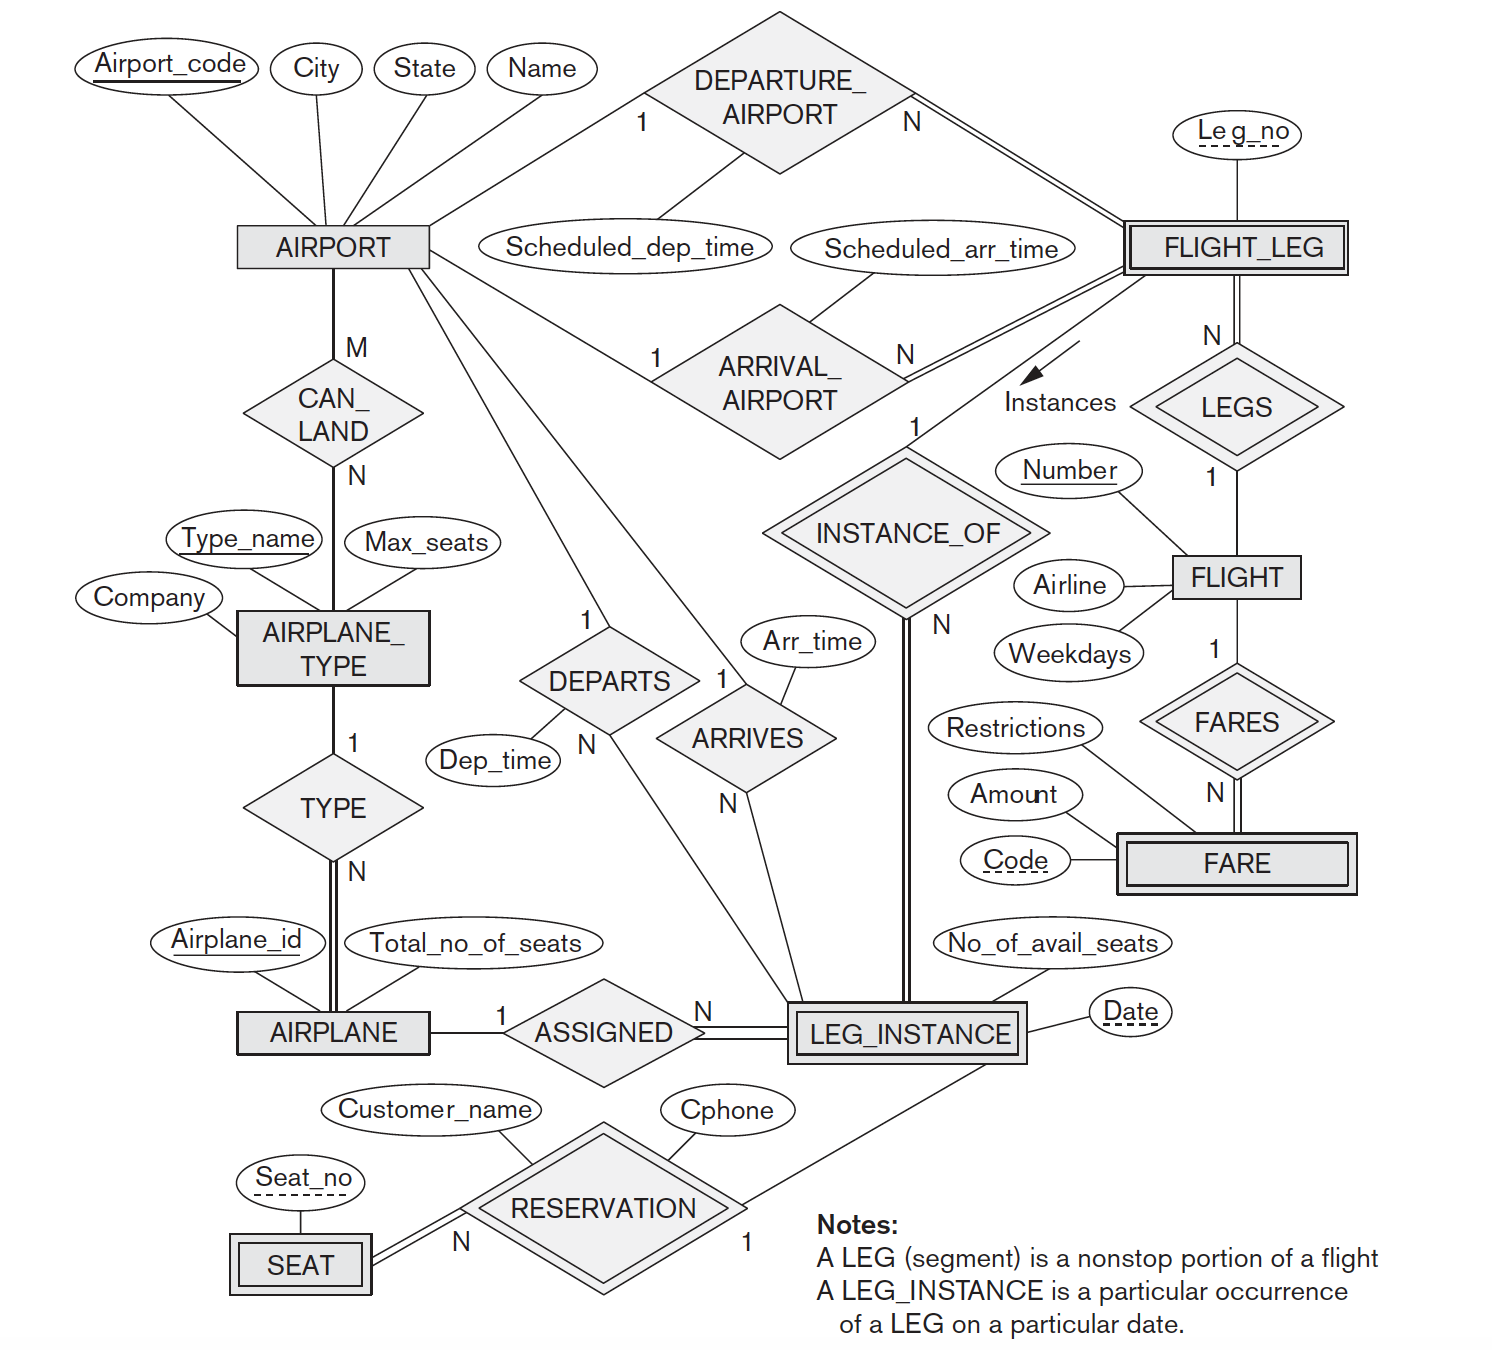 Airport_code
City
State
Name
DEPARTURE_
AIRPORT
1
N
Leg_no
AIRPORT
Scheduled_dep_time
Scheduled_arr_time
FLIGHT_LEG
M
CAN_
LAND
N
1
ARRIVAL_
AIRPORT
N
Instances
N
LEGS
1
1
INSTANCE_OF
N
Number
Airline
Weekdays
FLIGHT
Type_name
Max_seats
Company
AIRPLANE_
TYPE
1
DEPARTS
N
Dep_time
Arr_time
1
ARRIVES
N
1
FARES
N
Restrictions
Amount
Code
FARE
1
TYPE
N
Airplane_id
Total_no_of_seats
No_of_avail_seats
Date
AIRPLANE
1
ASSIGNED
N
LEG_INSTANCE
Customer_name
Cphone
Seat_no
RESERVATION
N
1
SEAT
Notes:
A LEG (segment) is a nonstop portion of a flight
A LEG_INSTANCE is a particular occurrence
of a LEG on a particular date.